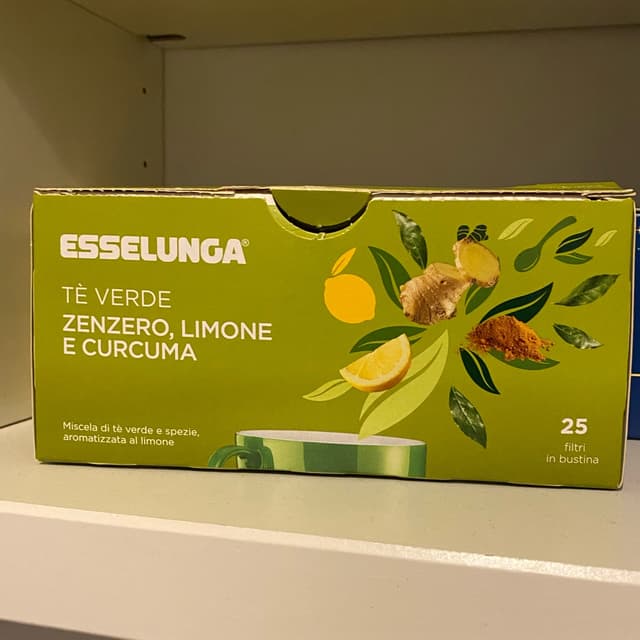 ESSELUNGA®
TÈ VERDE
ZENZERO, LIMONE
E CURCUMA
Miscela di tè verde e spezie,
aromatizzata al limone
25
filtri
in bustina